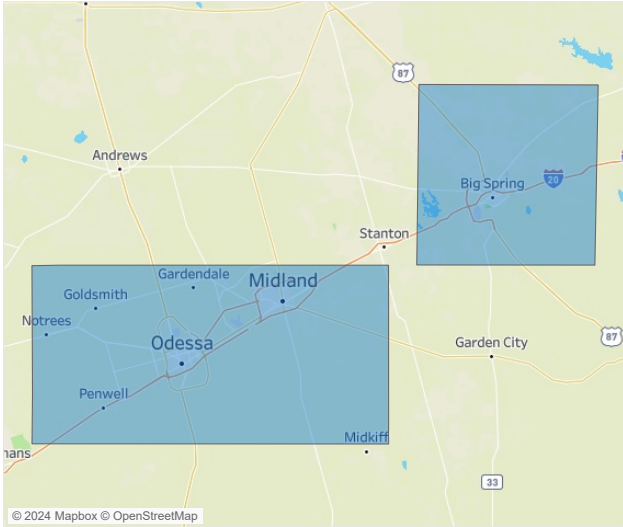 87
Andrews
Big Spring
20
Stanton
Gardendale
Midland
Goldsmith
Notrees
Odessa
Garden City
87
Penwell
Midkiff
nans
33
© 2024 Mapbox © OpenStreetMap